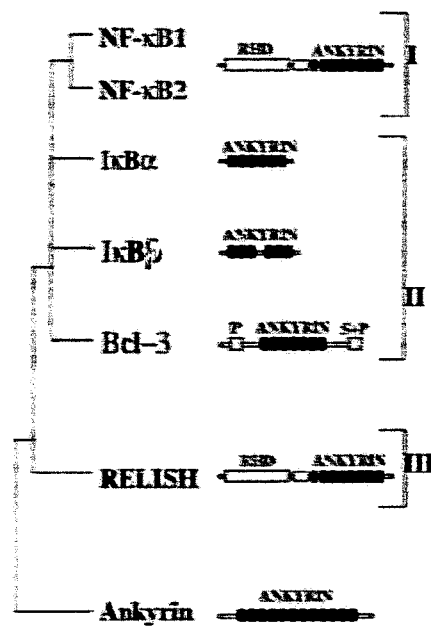 NF-κB1
RHD ANKYRIN I
NF-κB2
ANKYRIN
IκBα
ANKYRIN
IκBβ
II
P ANKYRIN S-P
Bcl-3
RHD ANKYRIN III
RELISH
ANKYRIN
Ankyrin